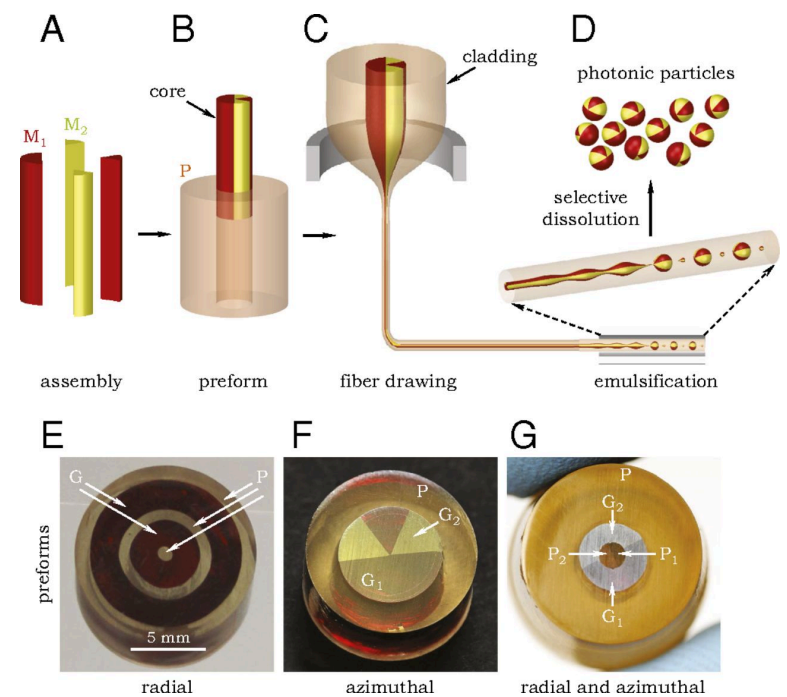 A
B
C
D
cladding
photonic particles
core
M1
M2
P
selective
dissolution
assembly
preform
fiber drawing
emulsification
E
F
G
G
P
P
G2
G1
P
G2
P2
P1
G1
preforms
5 mm
radial
azimuthal
radial and azimuthal